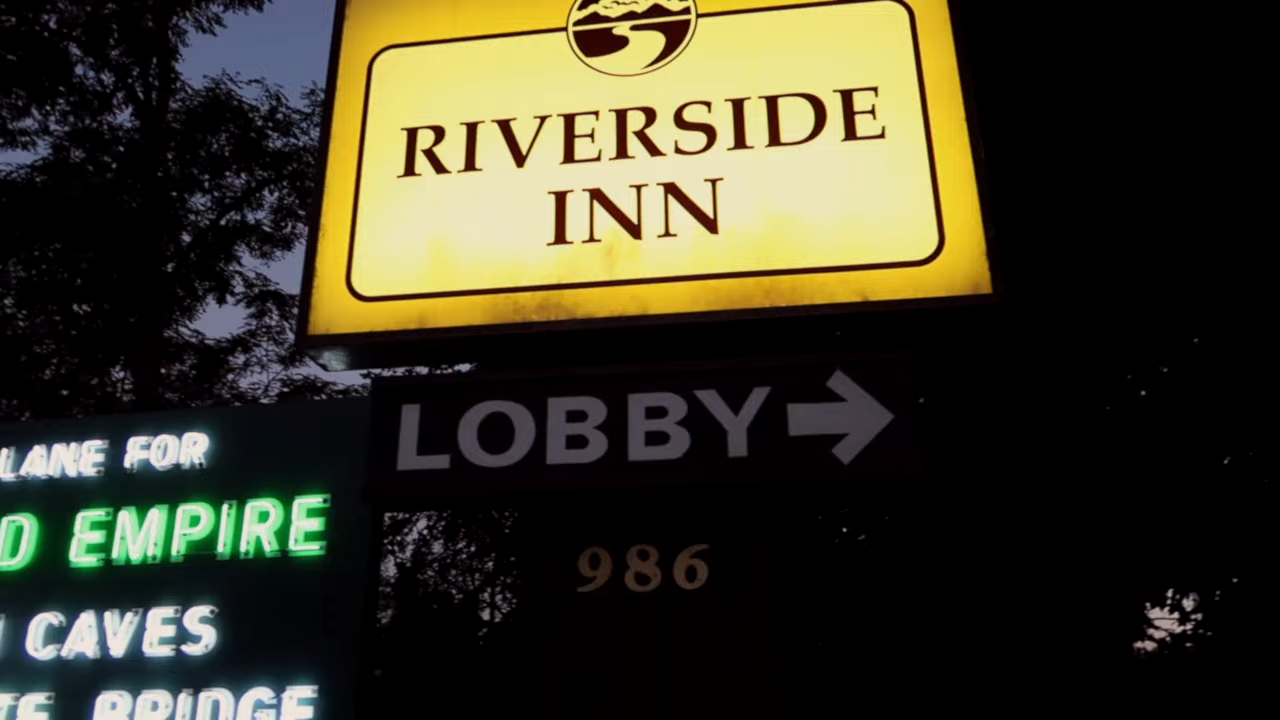 RIVERSIDE
INN
LOBBY
986
LANE FOR
EMPIRE
CAVES
BRIDGE